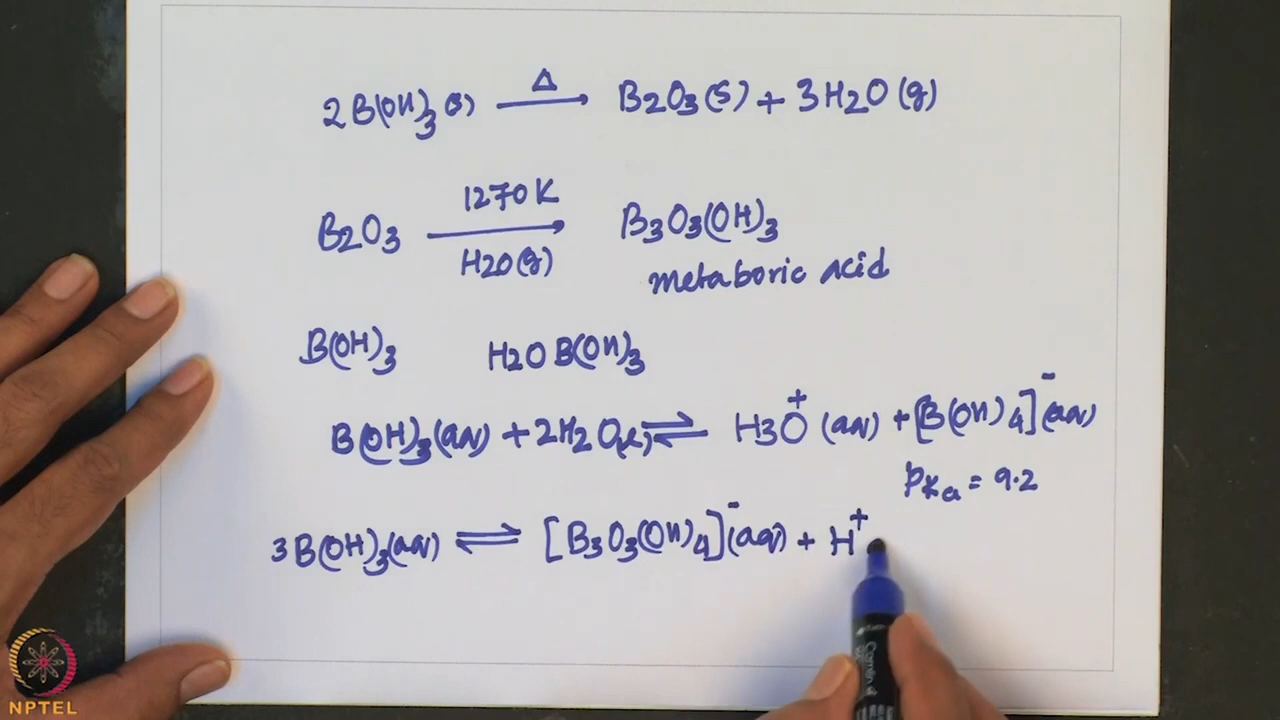 2B(OH)3(s) →Δ B2O3(s) + 3H2O(g)
B2O3 →1270K H2O(g) B3O3(OH)3
metaboric acid
B(OH)3 H2O B(OH)3
B(OH)3(aq) + 2H2O(l) ⇌ H3O+ (aq) + [B(OH)4]-(aq)
pKa = 9.2
3B(OH)3(aq) ⇌ [B3O3(OH)4]-(aq) + H+
Camlin
NPTEL